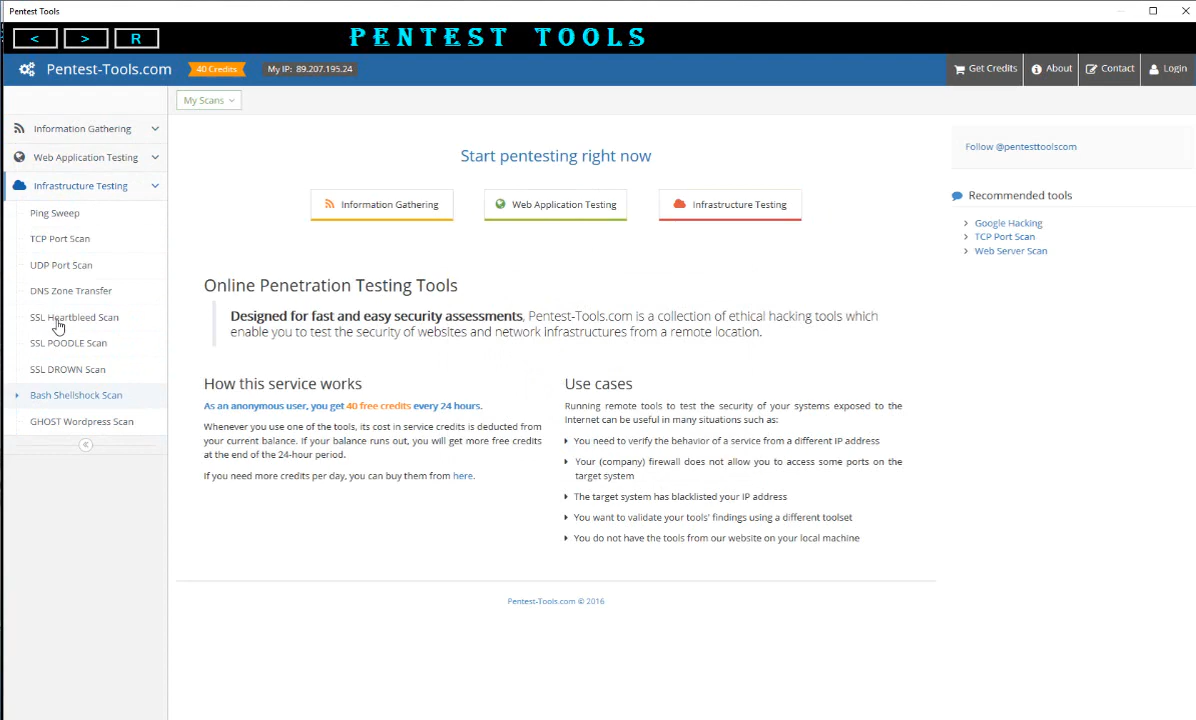 Pentest Tools
< > R PENTEST TOOLS
Pentest-Tools.com 40 Credits My IP: 89.207.195.24 Get Credits About Contact Login
My Scans
Information Gathering
Web Application Testing
Infrastructure Testing
Ping Sweep
TCP Port Scan
UDP Port Scan
DNS Zone Transfer
SSL Heartbleed Scan
SSL POODLE Scan
SSL DROWN Scan
Bash Shellshock Scan
GHOST Wordpress Scan
Start pentesting right now
Information Gathering Web Application Testing Infrastructure Testing
Online Penetration Testing Tools
Designed for fast and easy security assessments, Pentest-Tools.com is a collection of ethical hacking tools which
enable you to test the security of websites and network infrastructures from a remote location.
How this service works
As an anonymous user, you get 40 free credits every 24 hours.
Whenever you use one of the tools, its cost in service credits is deducted from
your current balance. If your balance runs out, you will get more free credits
at the end of the 24-hour period.
If you need more credits per day, you can buy them from here.
Use cases
Running remote tools to test the security of your systems exposed to the
Internet can be useful in many situations such as:
You need to verify the behavior of a service from a different IP address
Your (company) firewall does not allow you to access some ports on the
target system
The target system has blacklisted your IP address
You want to validate your tools' findings using a different toolset
You do not have the tools from our website on your local machine
Pentest-Tools.com © 2016
Follow @pentesttoolscom
Recommended tools
Google Hacking
TCP Port Scan
Web Server Scan